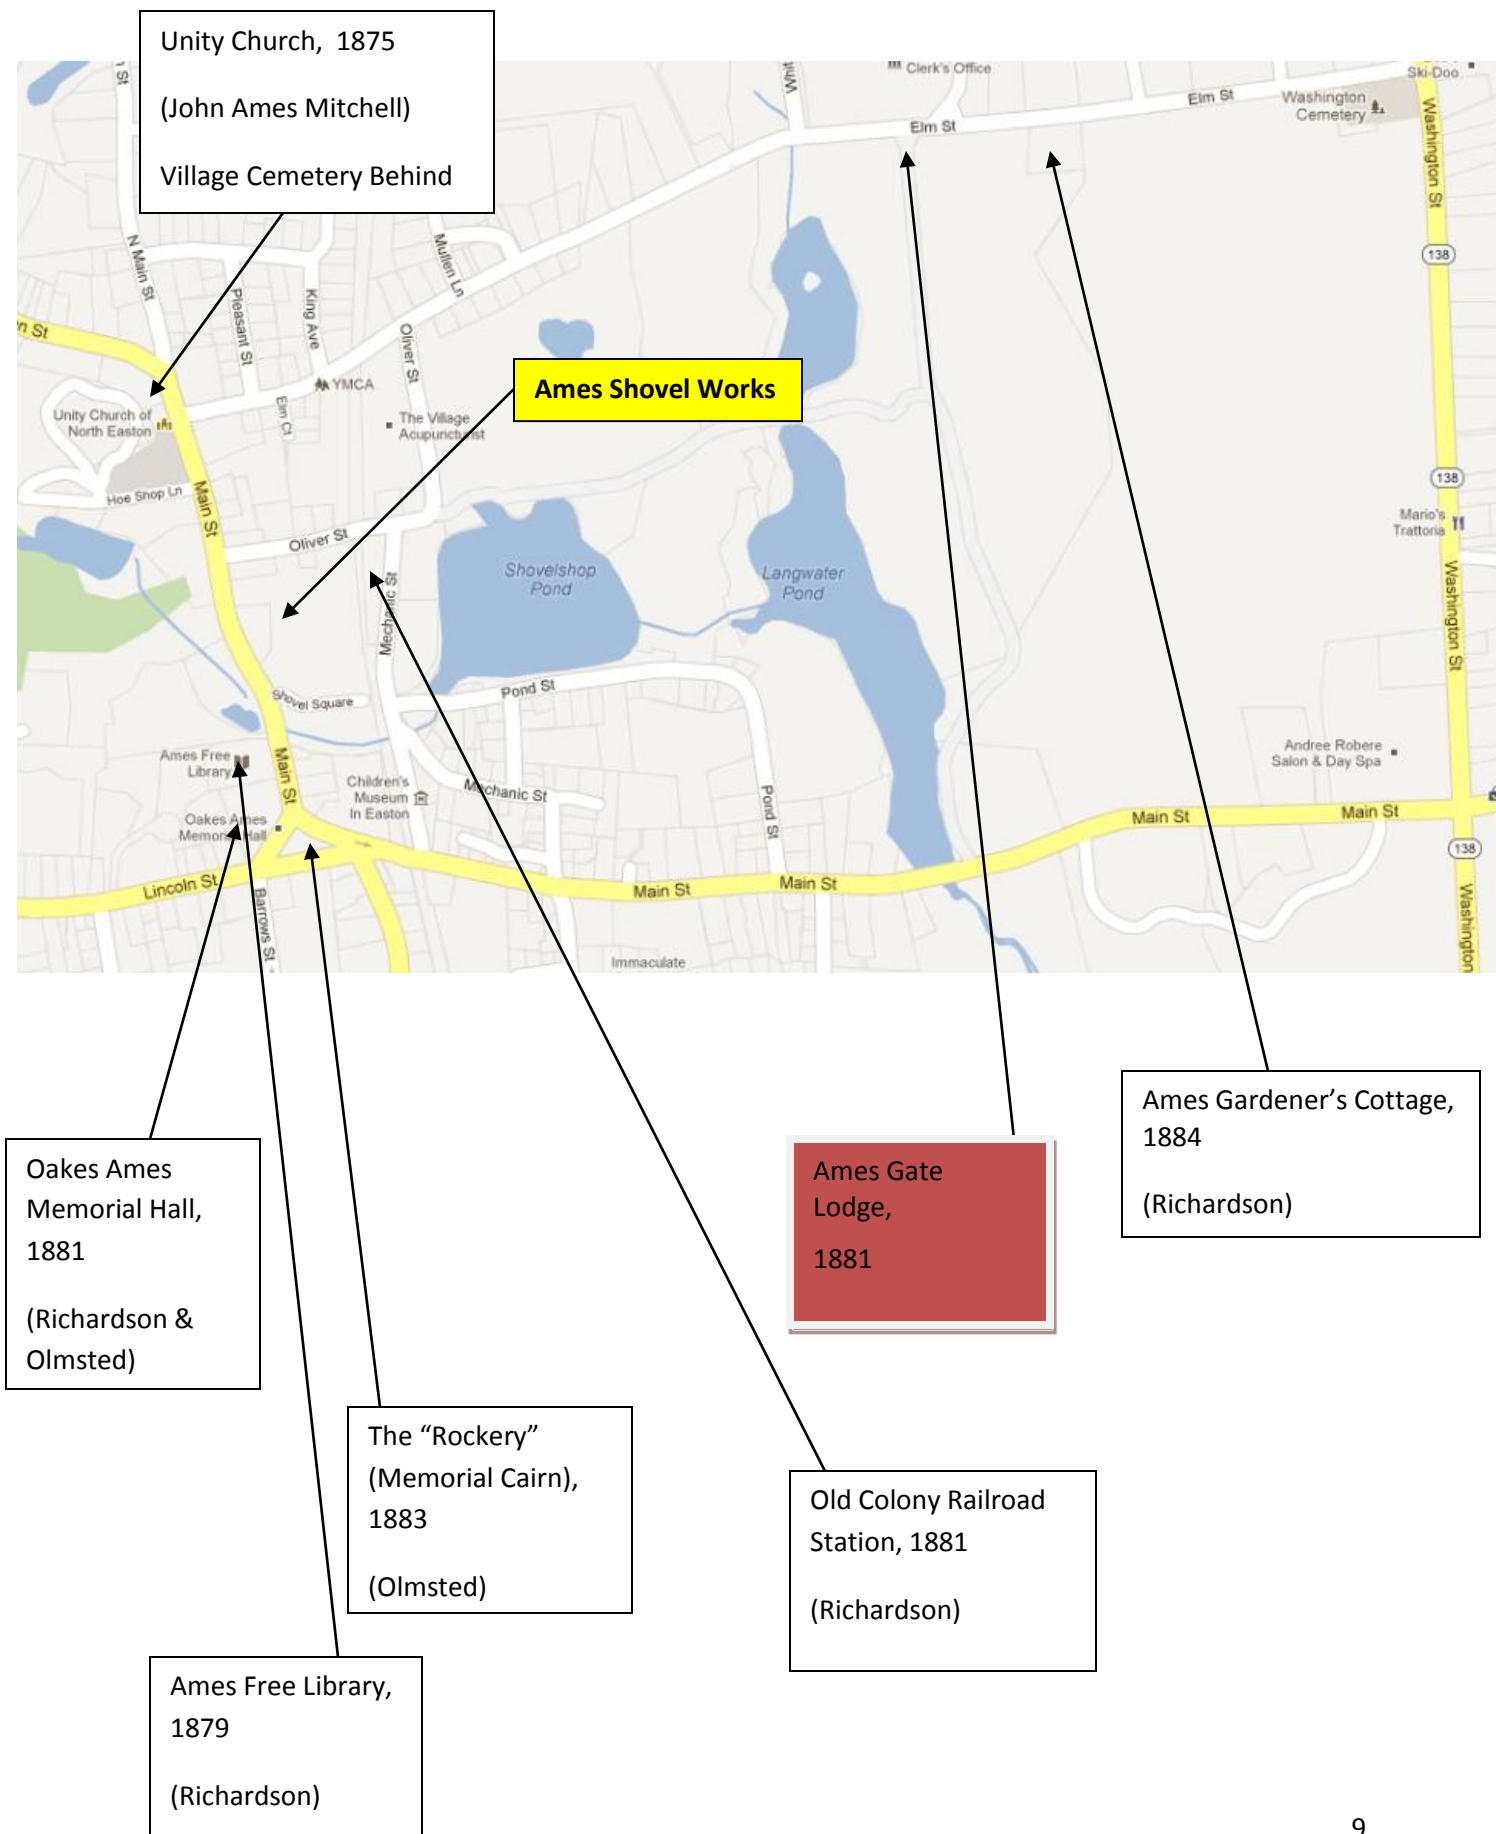 Unity Church, 1875
(John Ames Mitchell)
Village Cemetery Behind
Clerk's Office
Ski-Doo
Elm St
Elm St
Washington
Cemetery
Washington St
N Main St
Mullen Ln
138
Pleasant St
King Ave
Oliver St
YMCA
Ames Shovel Works
Unity Church of
North Easton
Elm Ct
The Village
Acupuncturist
138
Hoe Shop Ln
Main St
Oliver St
Mario's
Trattoria
Shovelshop
Pond
Langwater
Pond
Mechanic St
Washington St
Shovel Square
Pond St
Ames Free
Library
Main St
Children's
Museum
In Easton
Mechanic St
Pond St
Andree Robere
Salon & Day Spa
Oakes Ames
Memorial Hall
Main St
Main St
138
Lincoln St
Barrows St
Main St
Main St
Washington
Immaculate
Ames Gardener’s Cottage,
1884
(Richardson)
Oakes Ames
Memorial Hall,
1881
(Richardson &
Olmsted)
Ames Gate
Lodge,
1881
The “Rockery”
(Memorial Cairn),
1883
(Olmsted)
Old Colony Railroad
Station, 1881
(Richardson)
Ames Free Library,
1879
(Richardson)
9